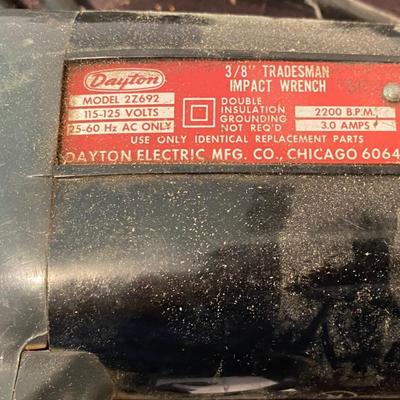 Dayton
3/8" TRADESMAN
IMPACT WRENCH
MODEL 2Z692
115-125 VOLTS
25-60 Hz AC ONLY
DOUBLE
INSULATION
GROUNDING
NOT REQ'D
2200 B.P.M.
3.0 AMPS
USE ONLY IDENTICAL REPLACEMENT PARTS
DAYTON ELECTRIC MFG. CO., CHICAGO 6064